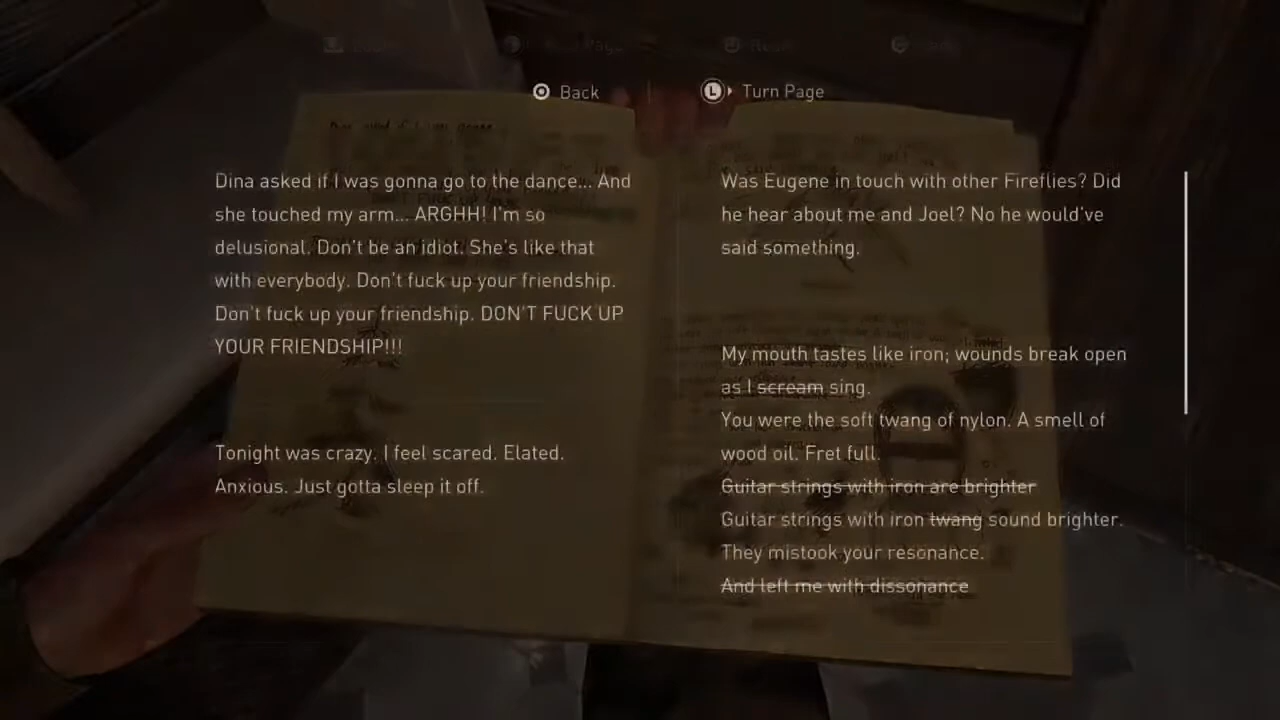 Back
Turn Page
Dina asked if I was gonna go to the dance... And
she touched my arm... ARGHH! I'm so
delusional. Don't be an idiot. She's like that
with everybody. Don't fuck up your friendship.
Don't fuck up your friendship. DON'T FUCK UP
YOUR FRIENDSHIP!!!
Tonight was crazy. I feel scared. Elated.
Anxious. Just gotta sleep it off.
Was Eugene in touch with other Fireflies? Did
he hear about me and Joel? No he would've
said something.
My mouth tastes like iron; wounds break open
as I scream sing.
You were the soft twang of nylon. A smell of
wood oil. Fret full.
Guitar strings with iron are brighter
Guitar strings with iron twang sound brighter.
They mistook your resonance.
And left me with dissonance